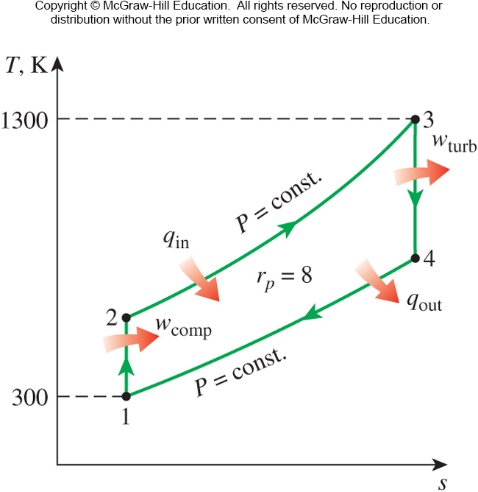 Copyright © McGraw-Hill Education. All rights reserved. No reproduction or
distribution without the prior written consent of McGraw-Hill Education.
T, K
1300
3
w_turb
P = const.
q_in
4
r_p = 8
q_out
2
w_comp
P = const.
300
1
s